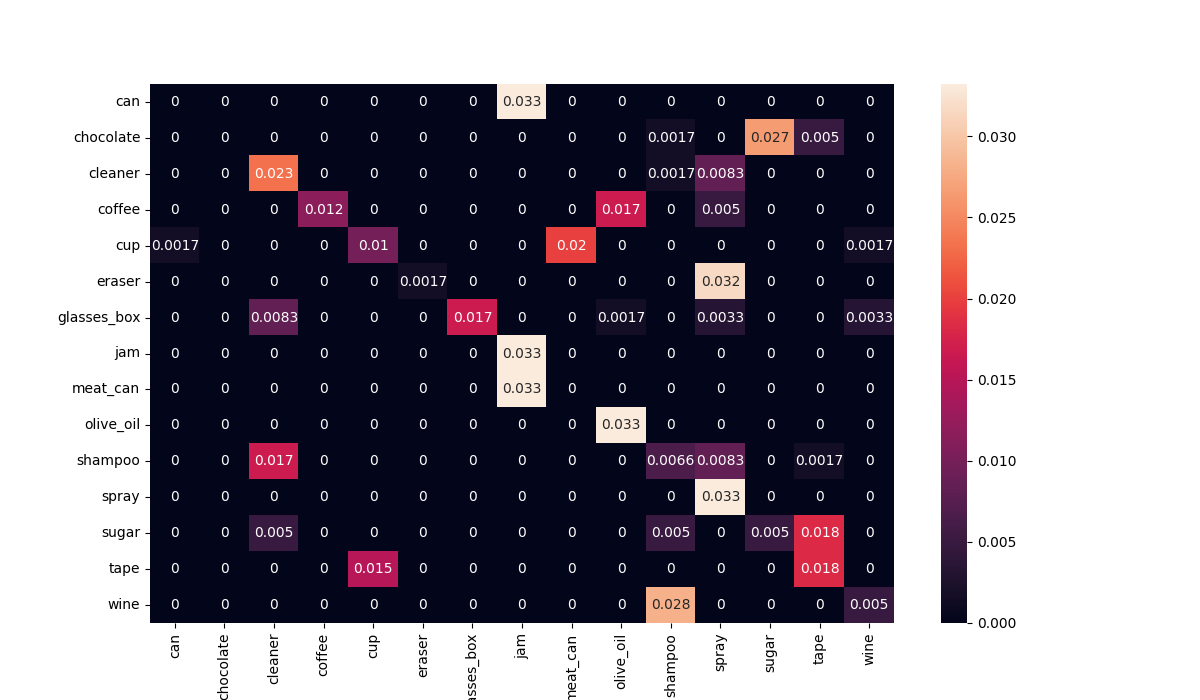 can 0 0 0 0 0 0 0 0.033 0 0 0 0 0 0 0
chocolate 0 0 0 0 0 0 0 0 0 0 0.0017 0 0.027 0.005 0
cleaner 0 0 0.023 0 0 0 0 0 0 0 0.0017 0.0083 0 0 0
coffee 0 0 0 0.012 0 0 0 0 0 0.017 0 0.005 0 0 0
cup 0.0017 0 0 0 0.01 0 0 0 0.02 0 0 0 0 0 0.0017
eraser 0 0 0 0 0 0.0017 0 0 0 0 0 0.032 0 0 0
glasses_box 0 0 0.0083 0 0 0 0.017 0 0 0.0017 0 0.0033 0 0 0.0033
jam 0 0 0 0 0 0 0 0.033 0 0 0 0 0 0 0
meat_can 0 0 0 0 0 0 0 0.033 0 0 0 0 0 0 0
olive_oil 0 0 0 0 0 0 0 0 0 0.033 0 0 0 0 0
shampoo 0 0 0.017 0 0 0 0 0 0 0 0.0066 0.0083 0 0.0017 0
spray 0 0 0 0 0 0 0 0 0 0 0 0.033 0 0 0
sugar 0 0 0.005 0 0 0 0 0 0 0 0.005 0 0.005 0.018 0
tape 0 0 0 0 0.015 0 0 0 0 0 0 0 0 0.018 0
wine 0 0 0 0 0 0 0 0 0 0 0.028 0 0 0 0.005
can
chocolate
cleaner
coffee
cup
eraser
asses_box
jam
meat_can
olive_oil
shampoo
spray
sugar
tape
wine
0.030
0.025
0.020
0.015
0.010
0.005
0.000